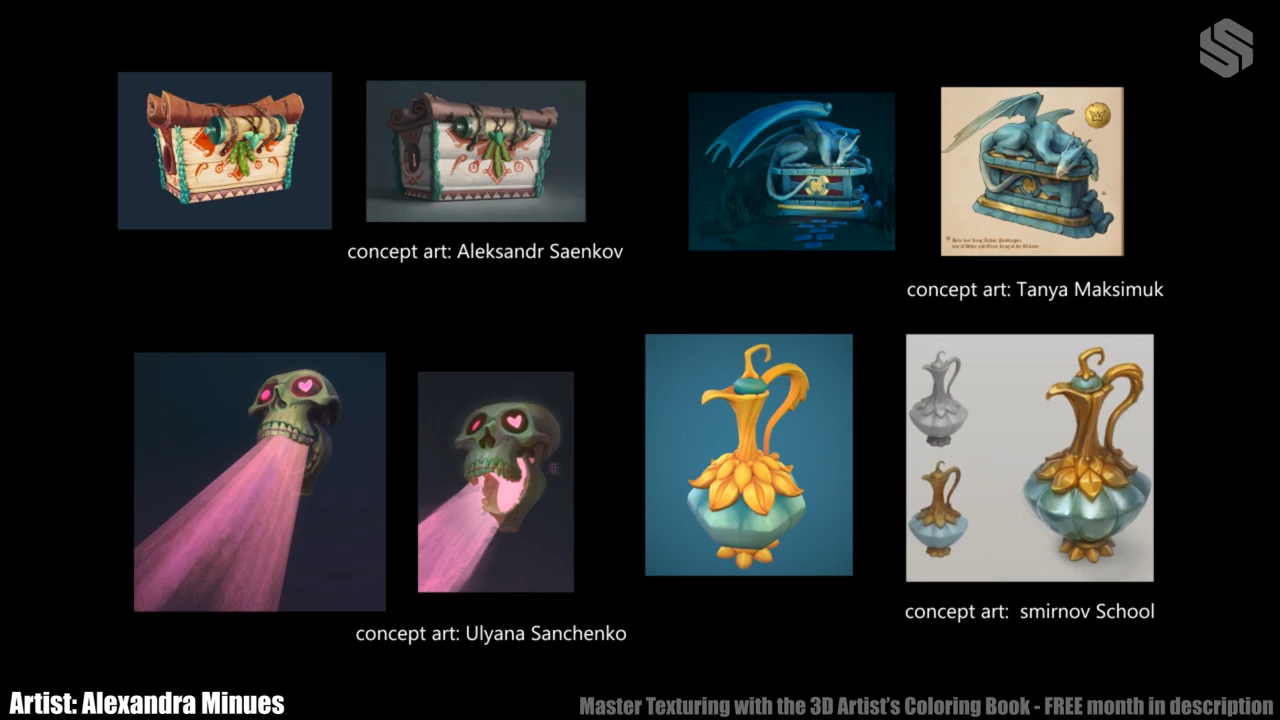 concept art: Aleksandr Saenkov
concept art: Tanya Maksimuk
concept art: Ulyana Sanchenko
concept art: smirnov School
Artist: Alexandra Minues
Master Texturing with the 3D Artist's Coloring Book - FREE month in description